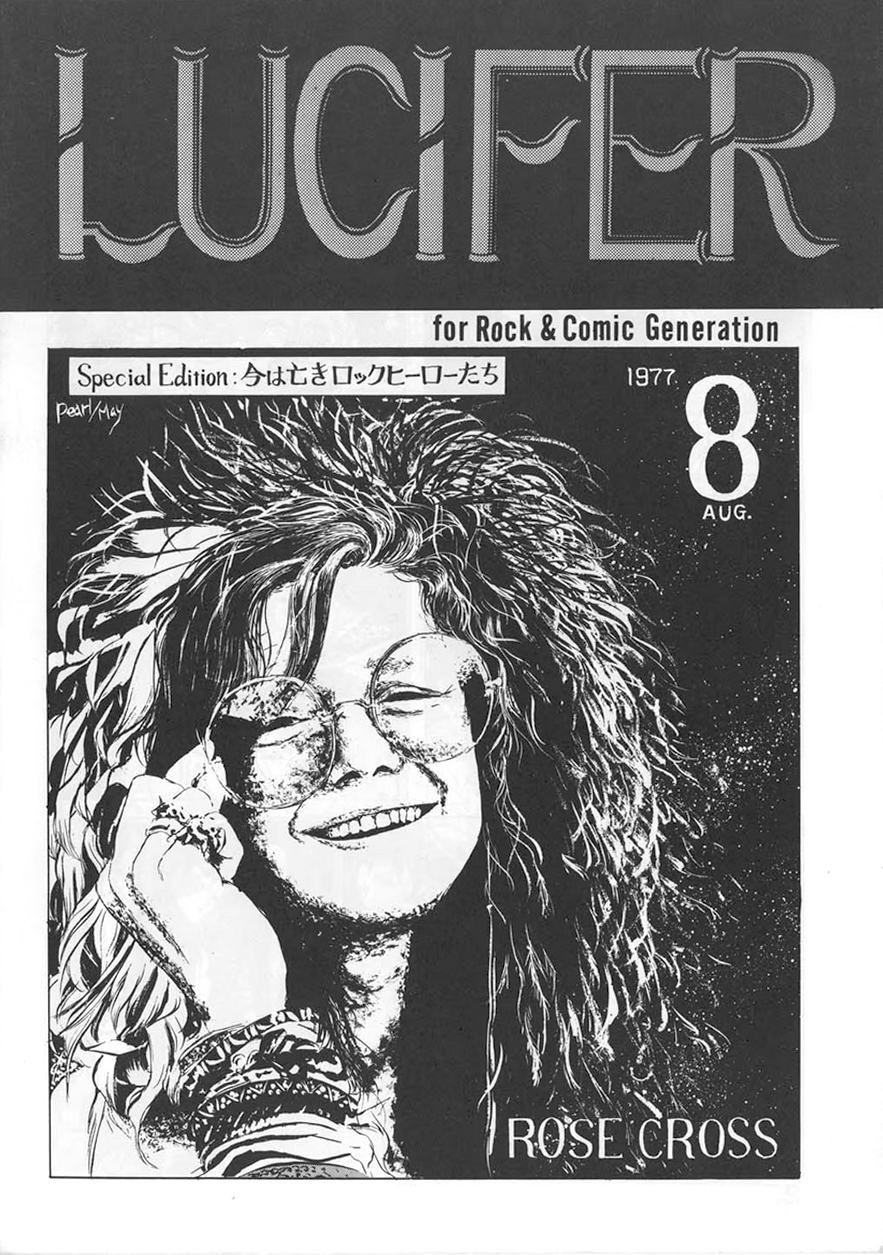 LUCIFER
for Rock & Comic Generation
Special Edition : 今は亡きロックヒーローたち
1977.
8
AUG.
Pearl/May
ROSE CROSS